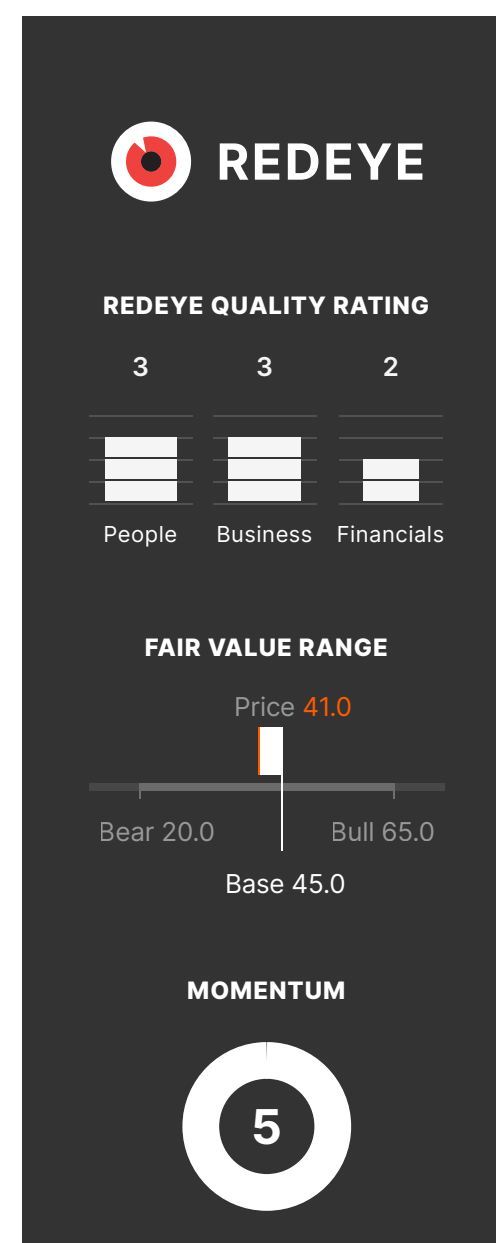 REDEYE
REDEYE QUALITY RATING
3 3 2
People Business Financials
FAIR VALUE RANGE
Price 41.0
Bear 20.0 Bull 65.0
Base 45.0
MOMENTUM
5